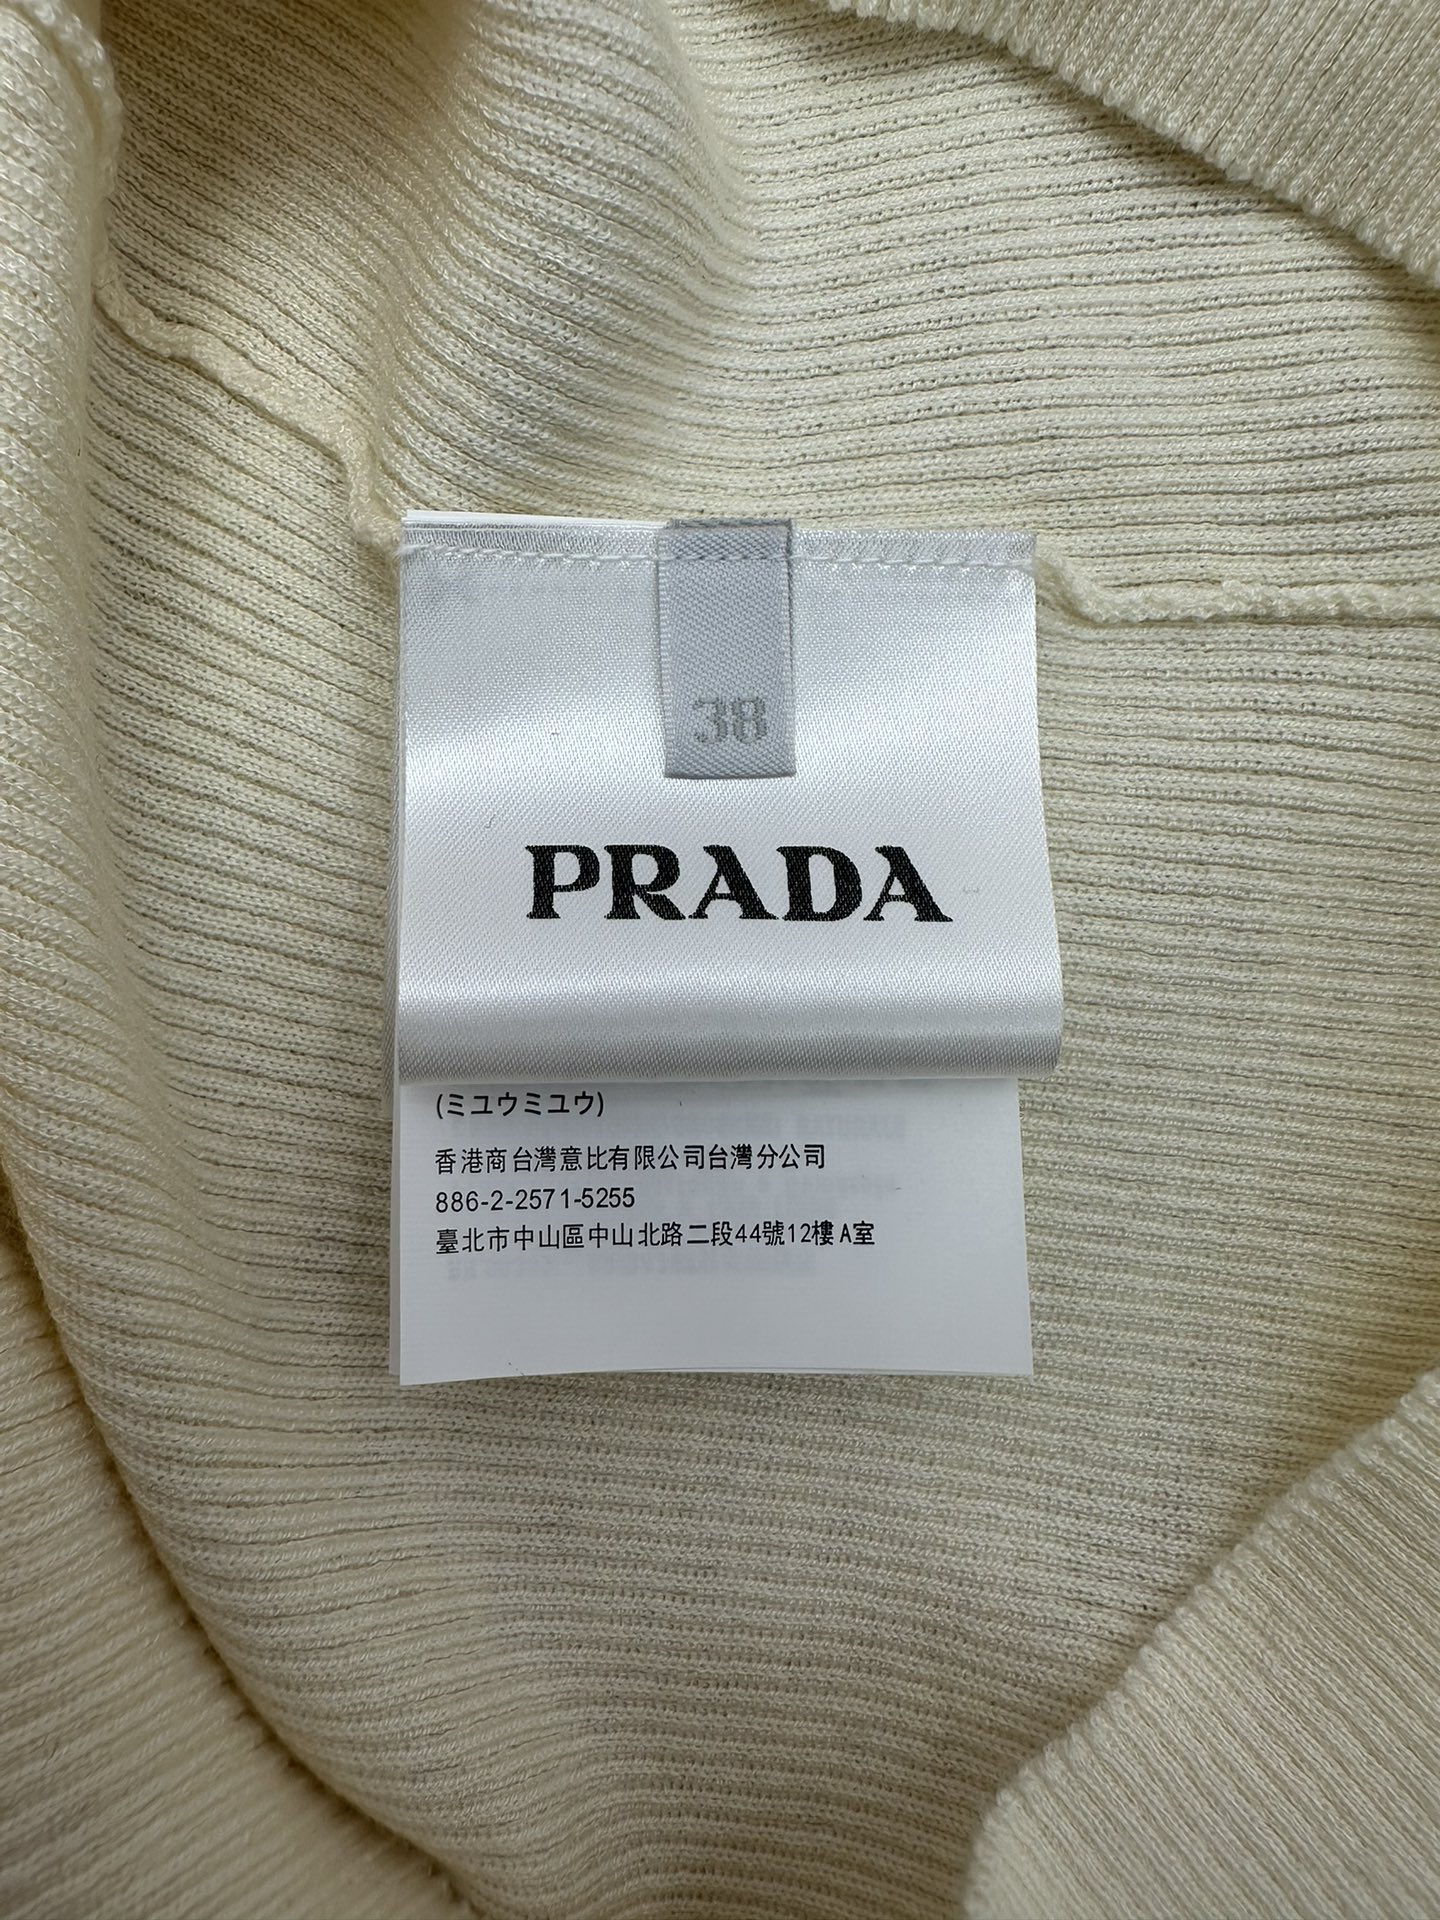 38
PRADA
(ミユウミユウ)
香港商台灣意比有限公司台灣分公司
886-2-2571-5255
臺北市中山區中山北路二段44號12樓A室